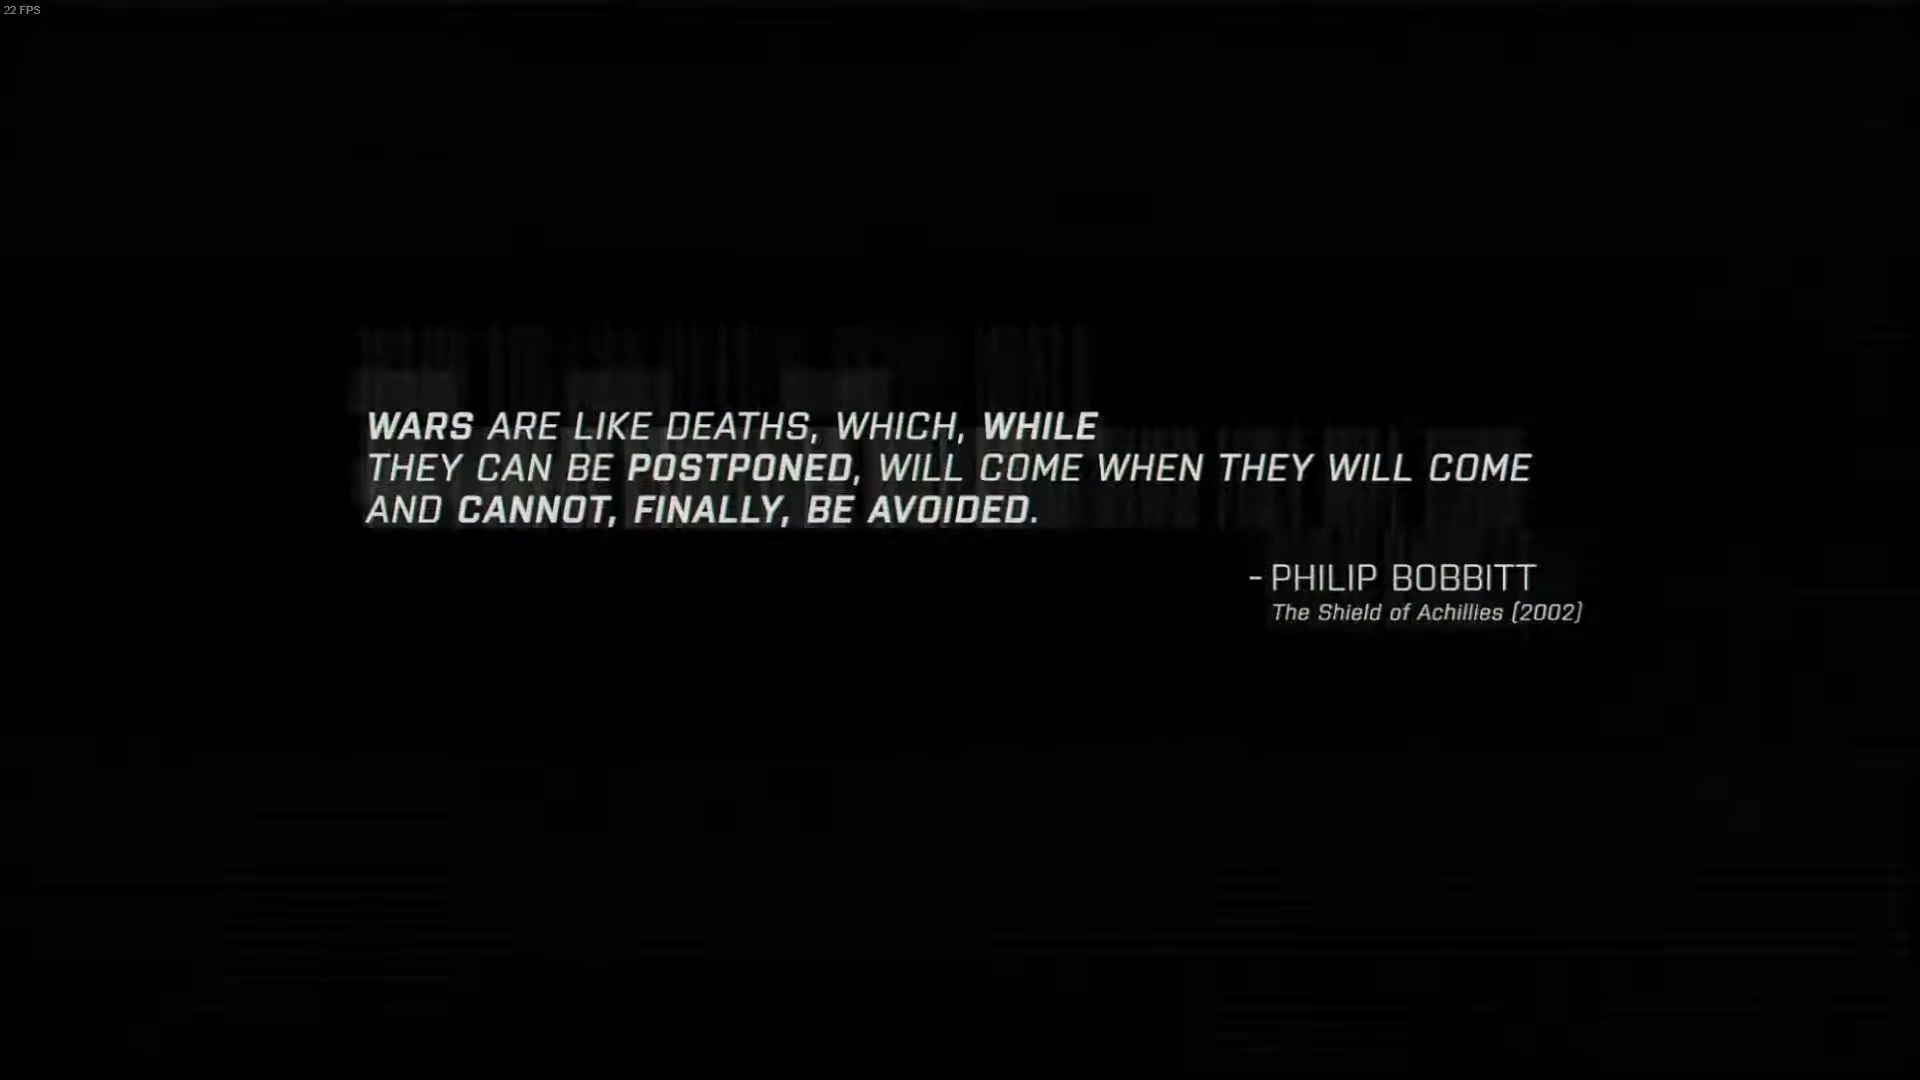 22 FPS
WARS ARE LIKE DEATHS, WHICH, WHILE
THEY CAN BE POSTPONED, WILL COME WHEN THEY WILL COME
AND CANNOT, FINALLY, BE AVOIDED.
- PHILIP BOBBITT
The Shield of Achillies (2002)